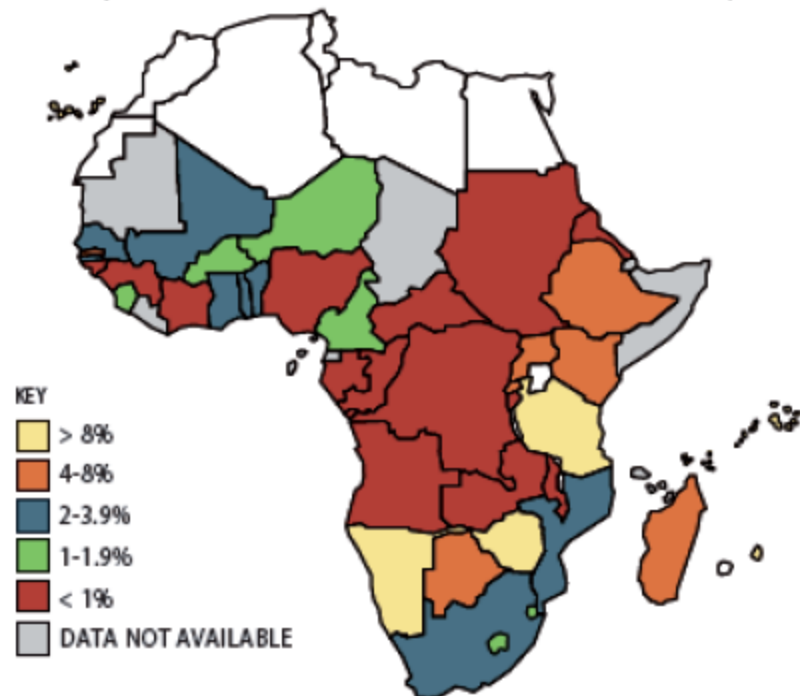 KEY
> 8%
4-8%
2-3.9%
1-1.9%
< 1%
DATA NOT AVAILABLE